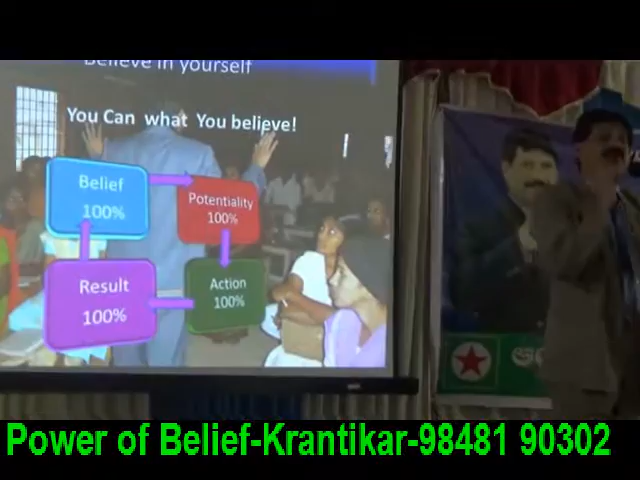 Believe in yourself
You Can what You believe!
Belief
100%
Potentiality
100%
Result
100%
Action
100%
Power of Belief-Krantikar-98481 90302